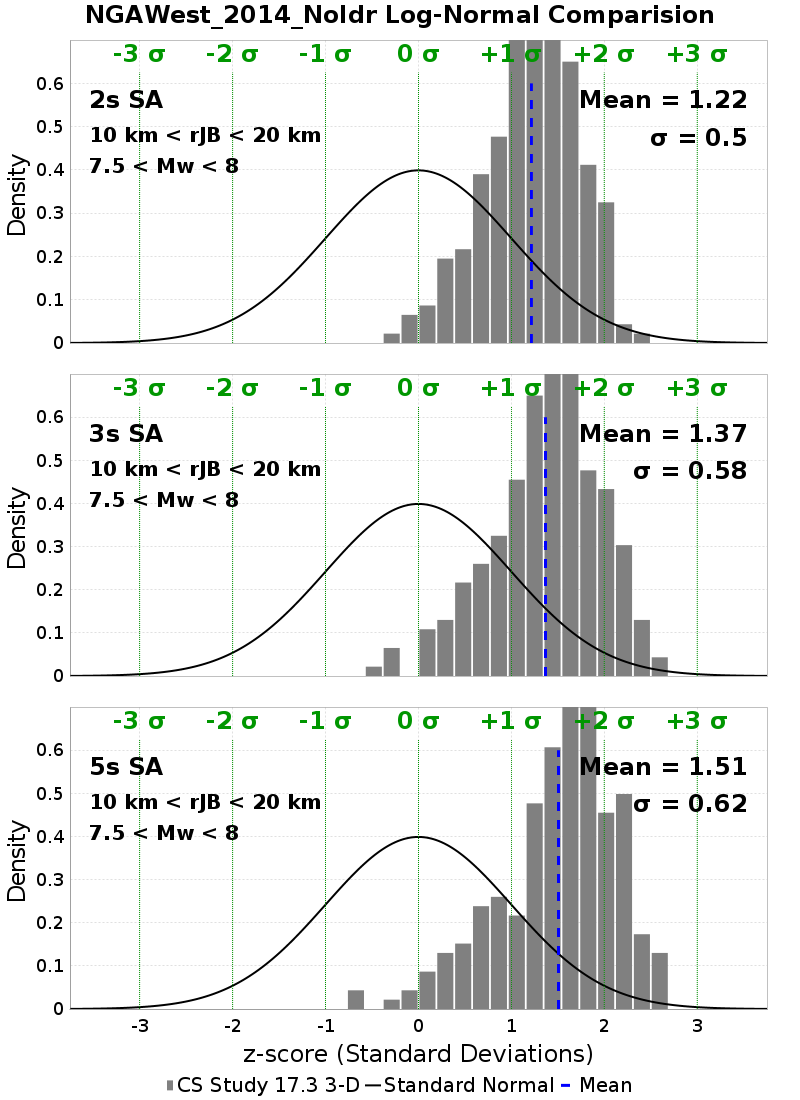 NGAWest_2014_NoIdr Log-Normal Comparision
-3 σ -2 σ -1 σ 0 σ +1 σ +2 σ +3 σ
0.6
2s SA Mean = 1.22
0.5
10 km < rJB < 20 km σ = 0.5
7.5 < Mw < 8
0.4
0.3
0.2
0.1
0
Density
-3 σ -2 σ -1 σ 0 σ +1 σ +2 σ +3 σ
0.6
3s SA Mean = 1.37
0.5
10 km < rJB < 20 km σ = 0.58
7.5 < Mw < 8
0.4
0.3
0.2
0.1
0
Density
-3 σ -2 σ -1 σ 0 σ +1 σ +2 σ +3 σ
0.6
5s SA Mean = 1.51
0.5
10 km < rJB < 20 km σ = 0.62
7.5 < Mw < 8
0.4
0.3
0.2
0.1
0
Density
-3 -2 -1 0 1 2 3
z-score (Standard Deviations)
CS Study 17.3 3-D Standard Normal Mean